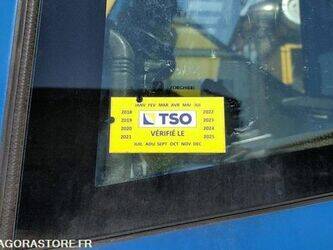 JANV FEV MAR AVR MAI JUI
2018 2022
2019 TSO 2023
2020 2024
VÉRIFIÉ LE
2021 2025
JUIL AOU SEPT OCT NOV DEC
AGORASTORE.FR